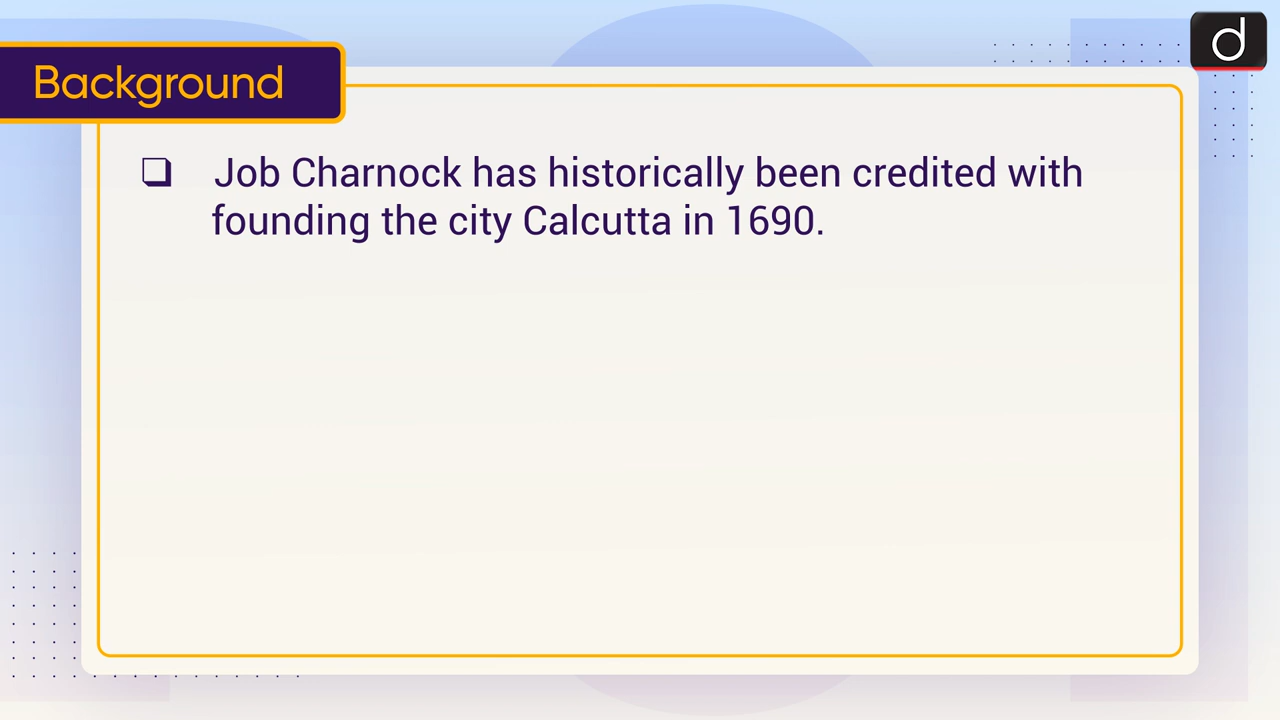 Background
d
❑ Job Charnock has historically been credited with
founding the city Calcutta in 1690.